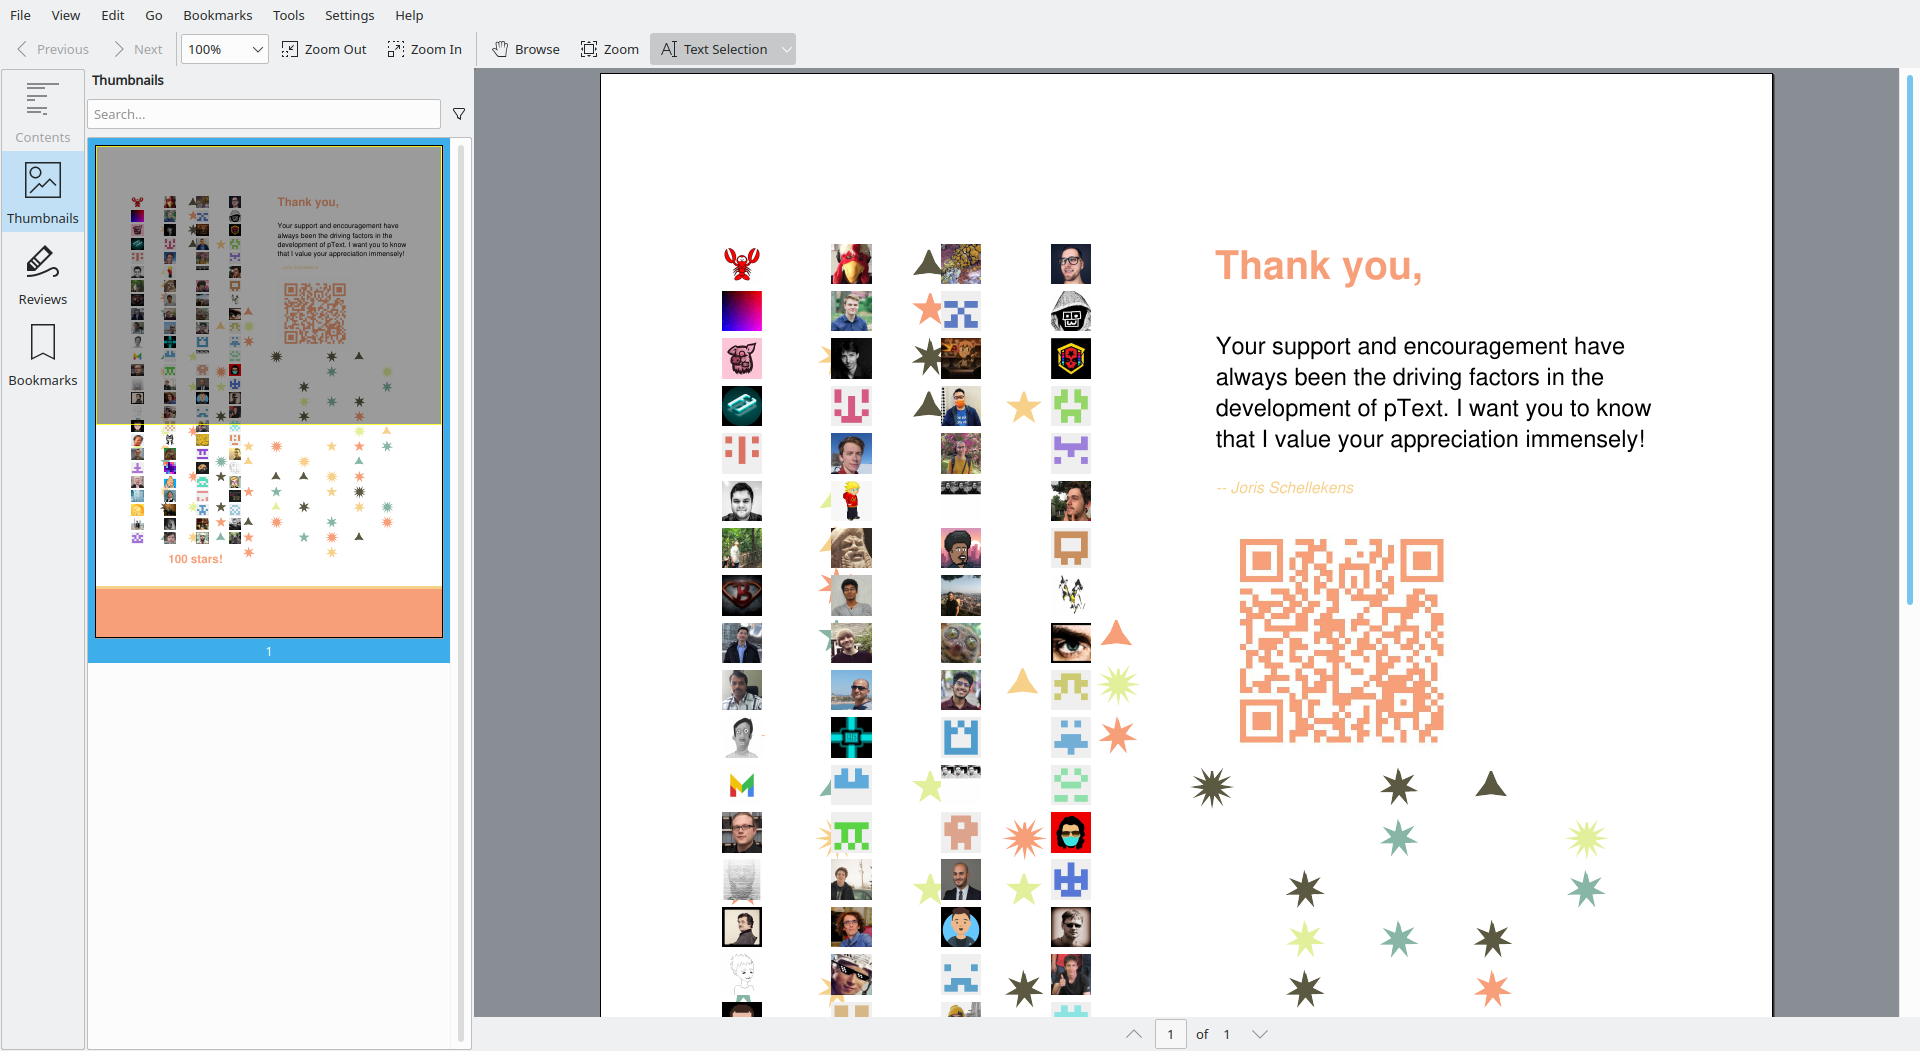 File View Edit Go Bookmarks Tools Settings Help
Previous Next 100% Zoom Out Zoom In Browse Zoom Text Selection
Contents
Thumbnails
Reviews
Bookmarks
Thumbnails
Search...
Thank you,
Your support and encouragement have
always been the driving factors in the
development of pText. I want you to know
that I value your appreciation immensely!
-- Joris Schellekens
100 stars!
1
Thank you,
Your support and encouragement have
always been the driving factors in the
development of pText. I want you to know
that I value your appreciation immensely!
-- Joris Schellekens
1 of 1